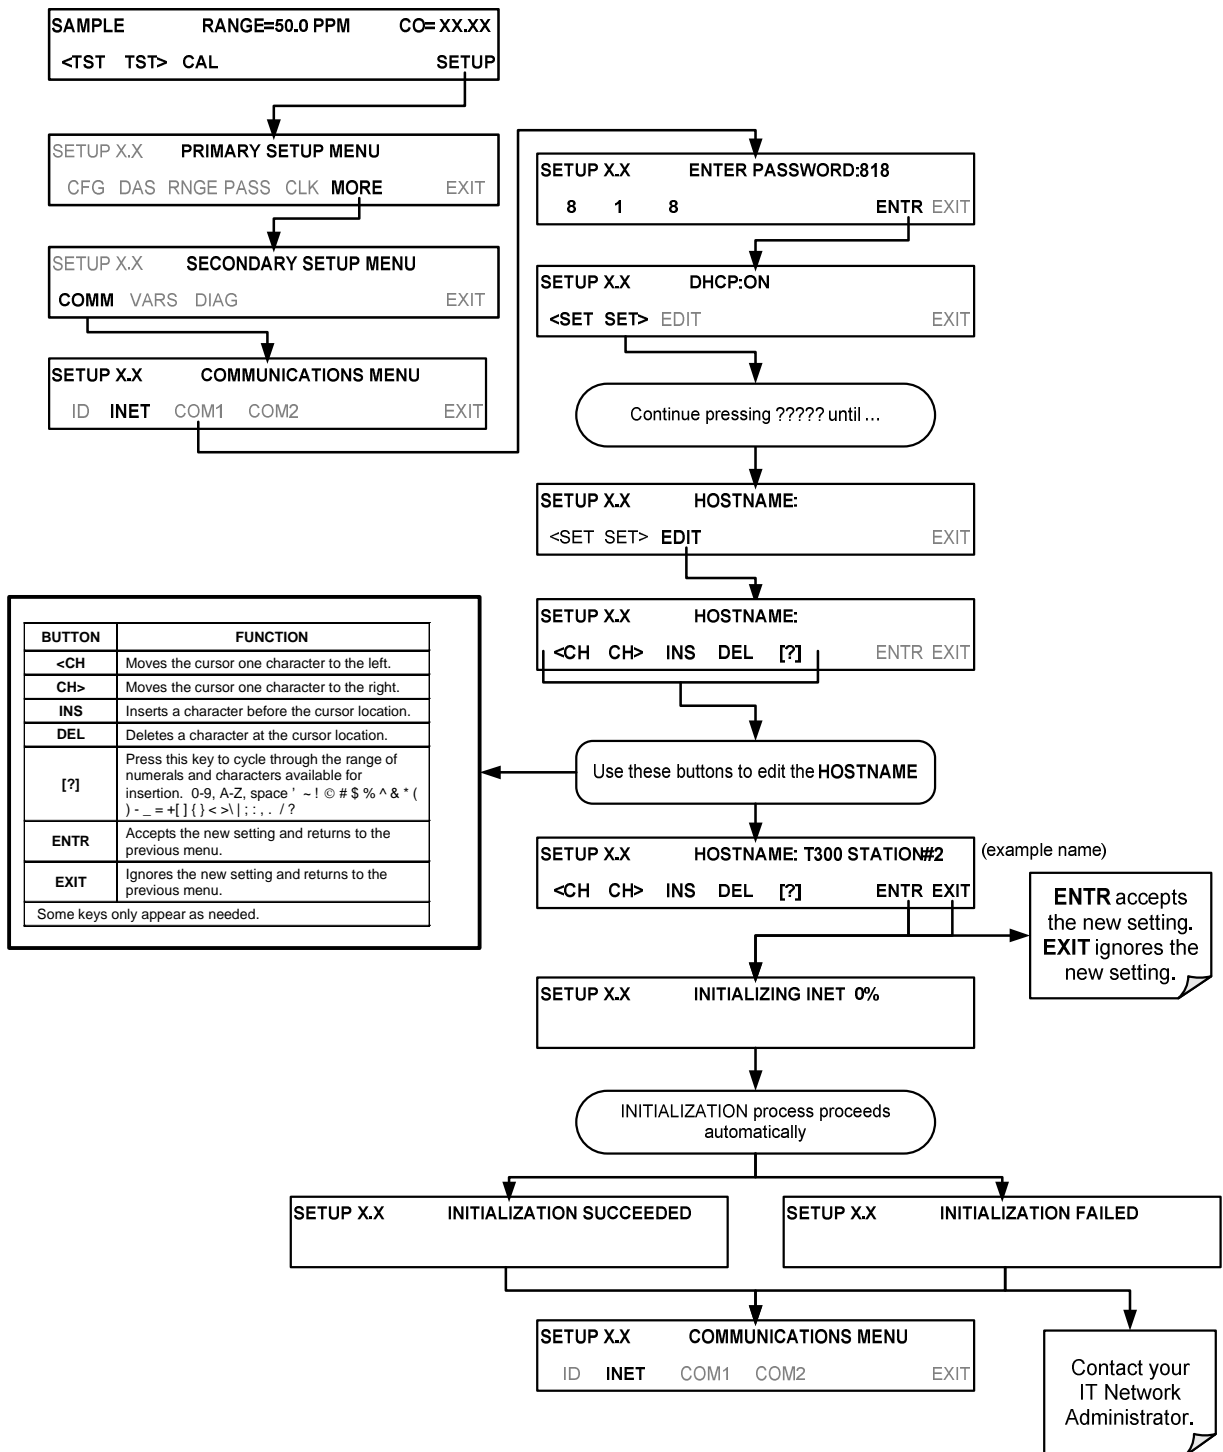 SAMPLE RANGE=50.0 PPM CO= XX.XX
<TST TST> CAL SETUP
SETUP X.X PRIMARY SETUP MENU
CFG DAS RNGE PASS CLK MORE EXIT
SETUP X.X SECONDARY SETUP MENU
COMM VARS DIAG EXIT
SETUP X.X COMMUNICATIONS MENU
ID INET COM1 COM2 EXIT
SETUP X.X ENTER PASSWORD:818
8 1 8 ENTR EXIT
SETUP X.X DHCP:ON
<SET SET> EDIT EXIT
Continue pressing ????? until ...
SETUP X.X HOSTNAME:
<SET SET> EDIT EXIT
SETUP X.X HOSTNAME:
<CH CH> INS DEL [?] ENTR EXIT
Use these buttons to edit the HOSTNAME
BUTTON FUNCTION
<CH Moves the cursor one character to the left.
CH> Moves the cursor one character to the right.
INS Inserts a character before the cursor location.
DEL Deletes a character at the cursor location.
[?] Press this key to cycle through the range of
numerals and characters available for
insertion. 0-9, A-Z, space ' ~ ! © # $ % ^ & * (
) - _ = +[ ] { } < >\ | ; : , . / ?
ENTR Accepts the new setting and returns to the
previous menu.
EXIT Ignores the new setting and returns to the
previous menu.
Some keys only appear as needed.
SETUP X.X HOSTNAME: T300 STATION#2 (example name)
<CH CH> INS DEL [?] ENTR EXIT
ENTR accepts
the new setting.
EXIT ignores the
new setting.
SETUP X.X INITIALIZING INET 0%
INITIALIZATION process proceeds
automatically
SETUP X.X INITIALIZATION SUCCEEDED
SETUP X.X INITIALIZATION FAILED
SETUP X.X COMMUNICATIONS MENU
ID INET COM1 COM2 EXIT
Contact your
IT Network
Administrator.